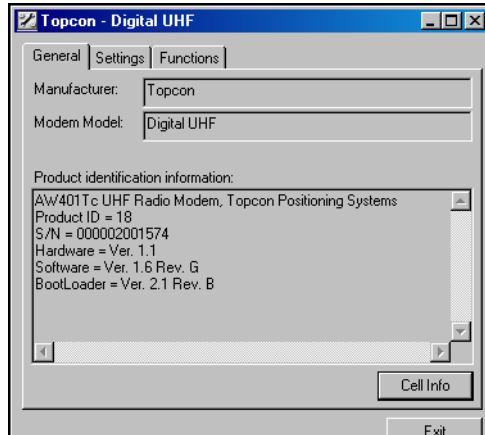 Topcon - Digital UHF
General Settings Functions
Manufacturer: Topcon
Modem Model: Digital UHF
Product identification information:
AW401Tc UHF Radio Modem, Topcon Positioning Systems
Product ID = 18
S/N = 000002001574
Hardware = Ver. 1.1
Software = Ver. 1.6 Rev. G
BootLoader = Ver. 2.1 Rev. B
Cell Info
Exit